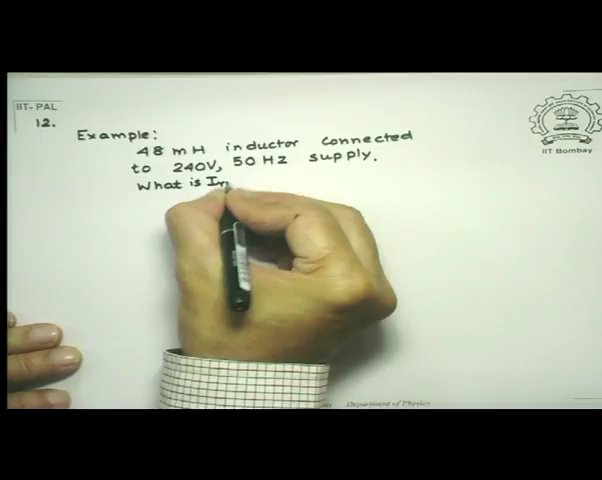 IIT-PAL
12.
Example:
48 mH inductor connected
to 240V, 50 Hz supply.
What is Im
IIT Bombay
Department of Physics